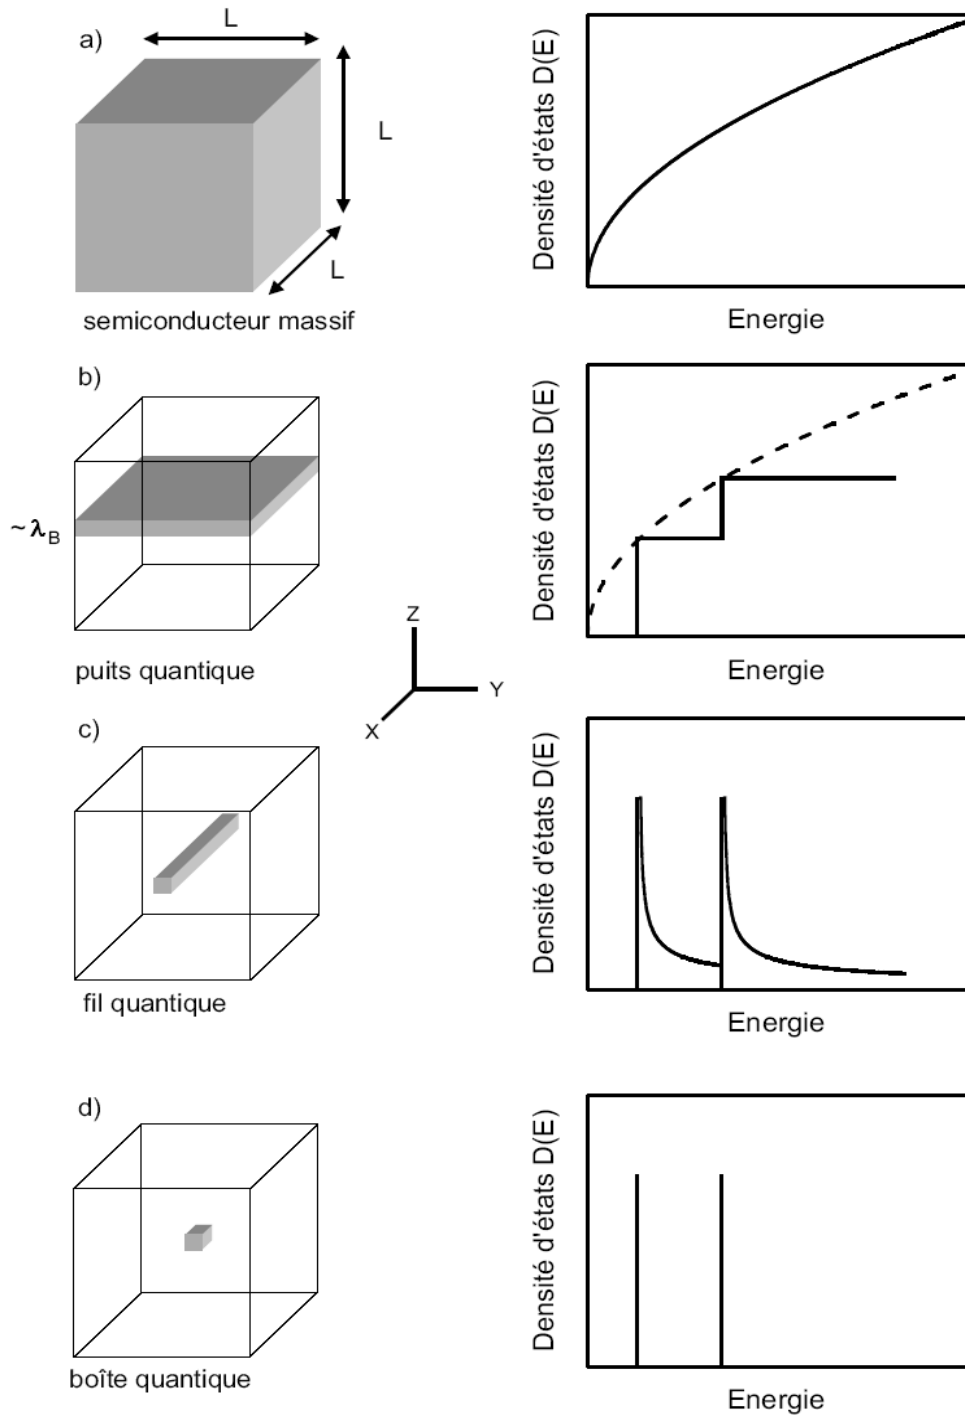 a)
L
L
L
semiconducteur massif
Densité d'états D(E)
Energie
b)
~ λB
puits quantique
Densité d'états D(E)
Energie
Z
Y
X
c)
fil quantique
Densité d'états D(E)
Energie
d)
boîte quantique
Densité d'états D(E)
Energie